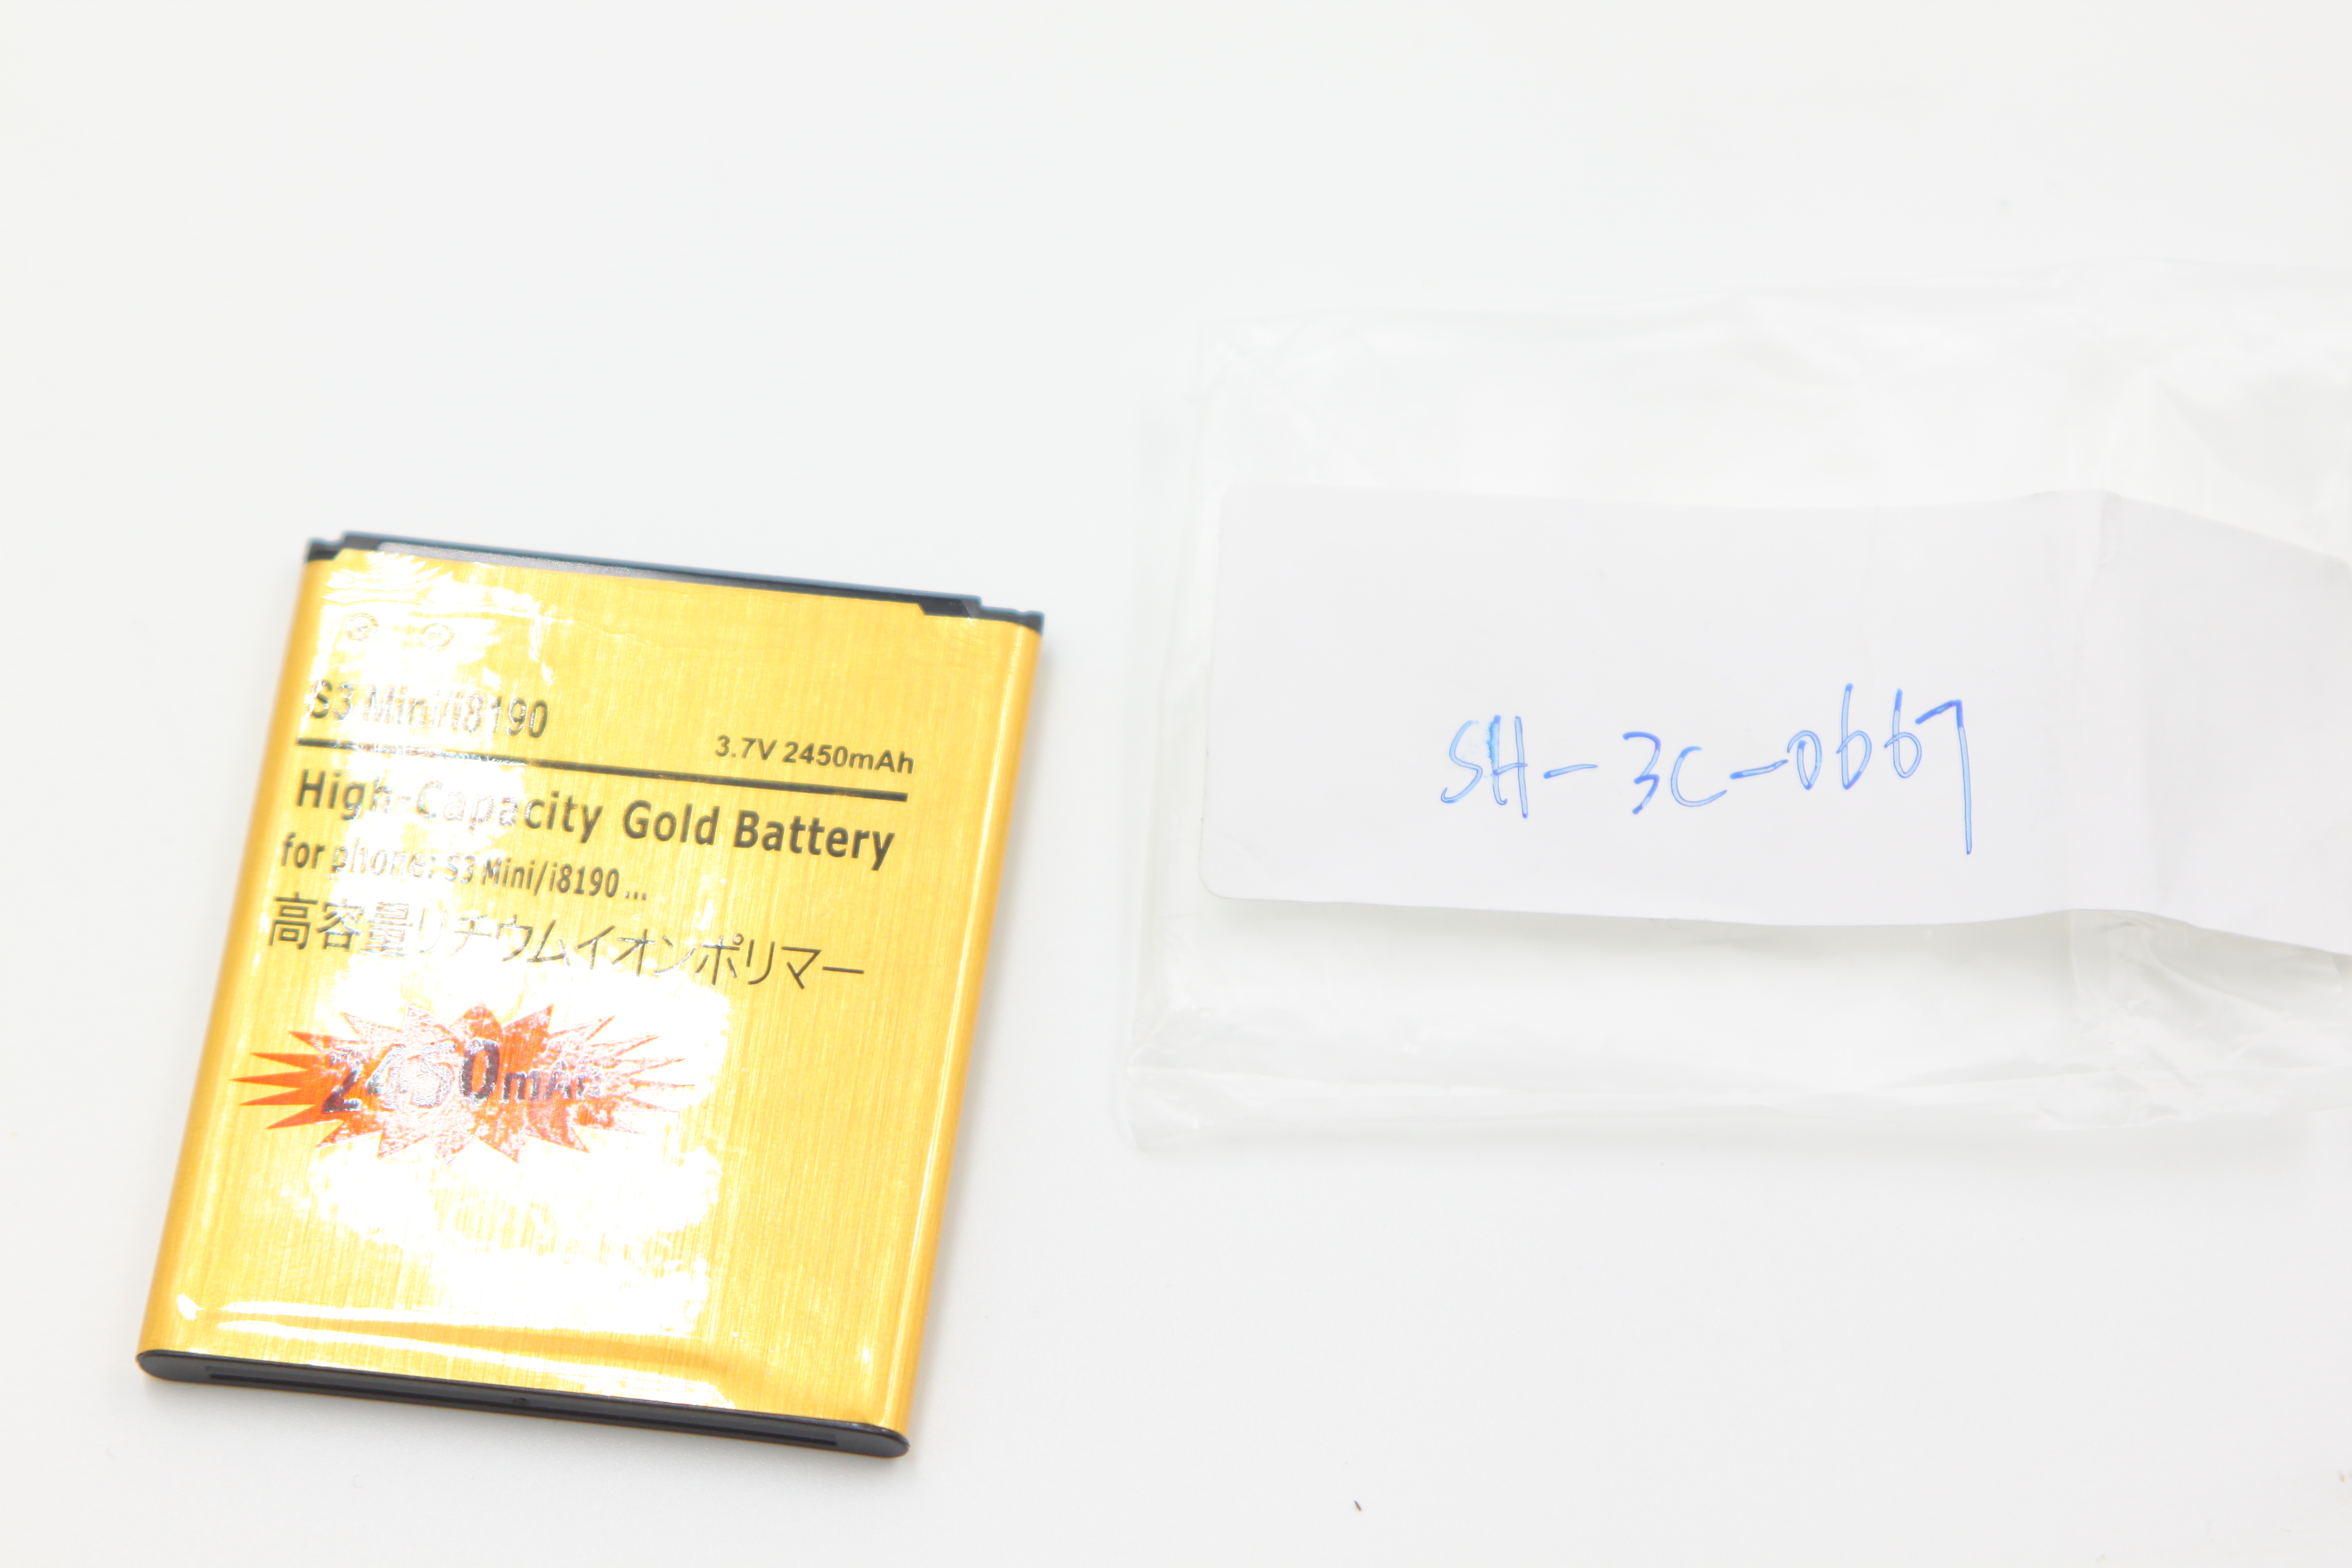 S3 Mini/i8190
3.7V 2450mAh
High-Capacity Gold Battery
for phone: S3 Mini/i8190 ...
高容量リチウムイオンポリマー
2450mAh
SH-3C-0667